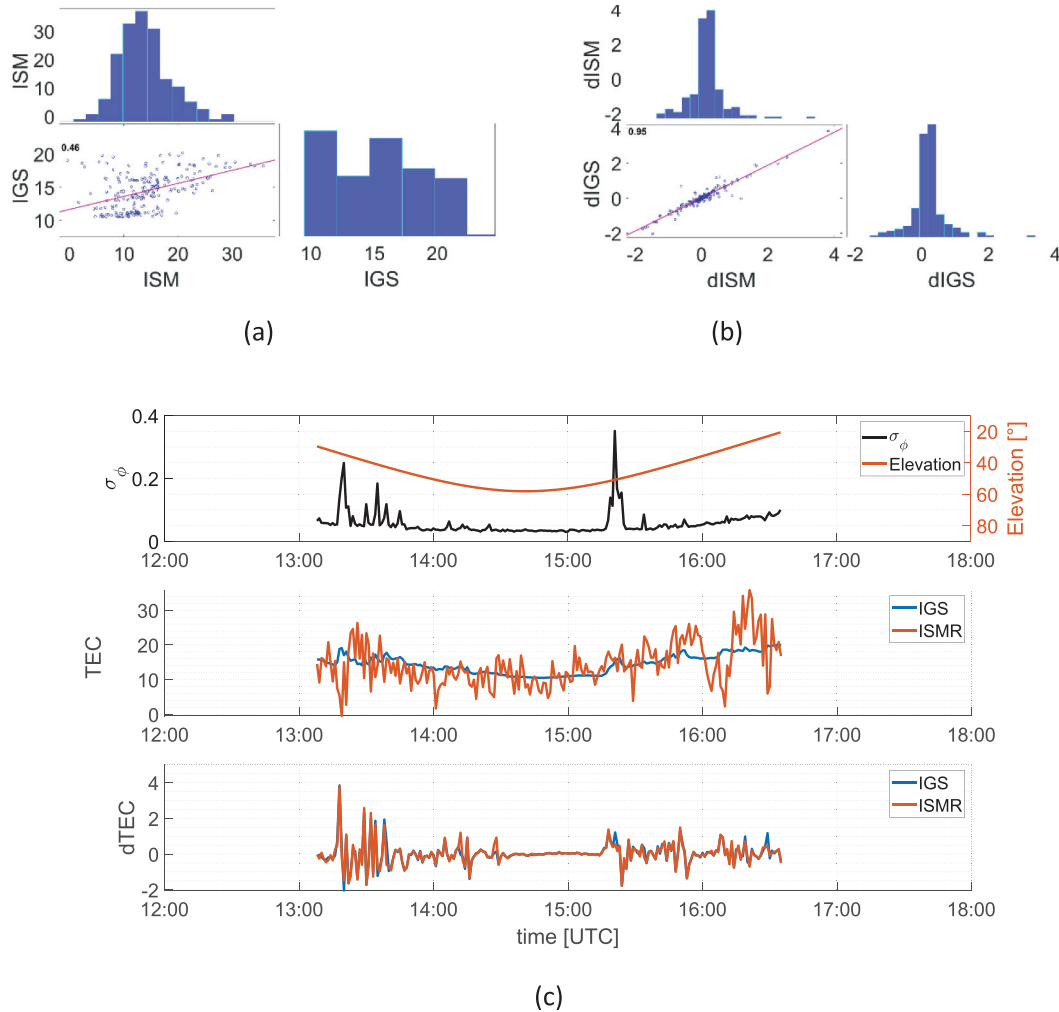 ISM
30
20
10
0
IGS
20
15
10
0.46
0 10 20 30
ISM
10 15 20
IGS
(a)
dISM
4
2
0
-2
dIGS
4
2
0
-2
0.95
-2 0 2 4
dISM
-2 0 2 4
dIGS
(b)
σϕ
0.4
0.2
0
σϕ
Elevation
20
40
60
80
Elevation [°]
12:00 13:00 14:00 15:00 16:00 17:00 18:00
TEC
30
20
10
0
IGS
ISMR
12:00 13:00 14:00 15:00 16:00 17:00 18:00
dTEC
4
2
0
-2
IGS
ISMR
12:00 13:00 14:00 15:00 16:00 17:00 18:00
time [UTC]
(c)